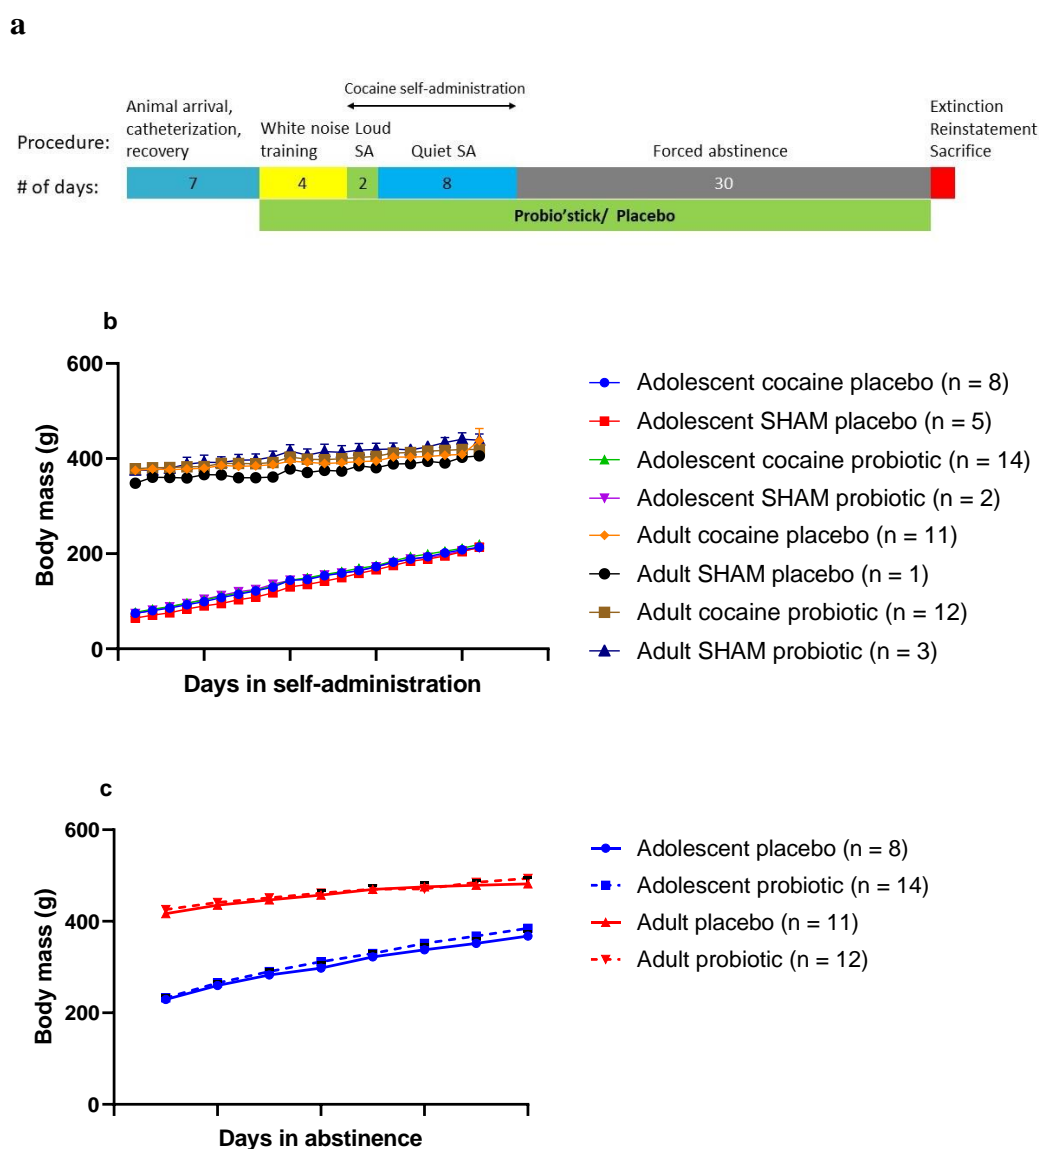 a
Cocaine self-administration
Animal arrival,
catheterization,
recovery
White noise
training
Loud
SA
Quiet SA
Forced abstinence
Extinction
Reinstatement
Sacrifice
Procedure:
# of days:
7
4
2
8
30
Probio’stick/ Placebo
b
600
400
200
0
Body mass (g)
Days in self-administration
Adolescent cocaine placebo (n = 8)
Adolescent SHAM placebo (n = 5)
Adolescent cocaine probiotic (n = 14)
Adolescent SHAM probiotic (n = 2)
Adult cocaine placebo (n = 11)
Adult SHAM placebo (n = 1)
Adult cocaine probiotic (n = 12)
Adult SHAM probiotic (n = 3)
c
600
400
200
0
Body mass (g)
Days in abstinence
Adolescent placebo (n = 8)
Adolescent probiotic (n = 14)
Adult placebo (n = 11)
Adult probiotic (n = 12)